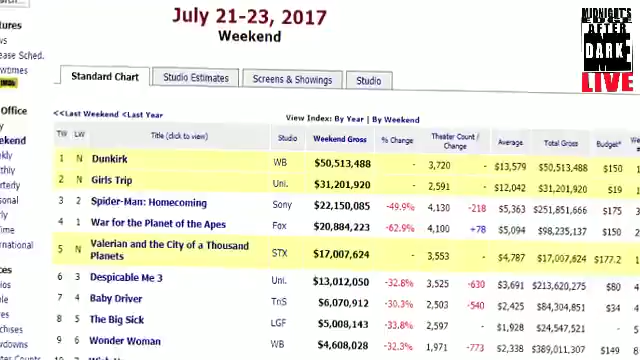 July 21-23, 2017
Weekend
MIDNIGHT'S
EDGE
AFTER
DARK
LIVE
Standard Chart Studio Estimates Screens & Showings Studio
<<Last Weekend <Last Year
View Index: By Year | By Weekend
TW LW Title (click to view) Studio Weekend Gross % Change Theater Count / Change Average Total Gross Budget*
1 N Dunkirk WB $50,513,488 - 3,720 - $13,579 $50,513,488 $150
2 N Girls Trip Uni. $31,201,920 - 2,591 - $12,042 $31,201,920 $19
3 2 Spider-Man: Homecoming Sony $22,150,085 -49.9% 4,130 -218 $5,363 $251,851,666 $175
4 1 War for the Planet of the Apes Fox $20,884,223 -62.9% 4,100 +78 $5,094 $98,235,137 $150
5 N Valerian and the City of a Thousand Planets STX $17,007,624 - 3,553 - $4,787 $17,007,624 $177.2
6 3 Despicable Me 3 Uni. $13,012,050 -32.8% 3,525 -630 $3,691 $213,620,275 $80
7 4 Baby Driver TriS $6,070,912 -30.3% 2,503 -540 $2,425 $84,304,851 $34
8 5 The Big Sick LGF $5,008,143 -33.8% 2,597 - $1,928 $24,547,521 -
9 6 Wonder Woman WB $4,608,028 -32.3% 1,971 -773 $2,338 $389,011,307 $149